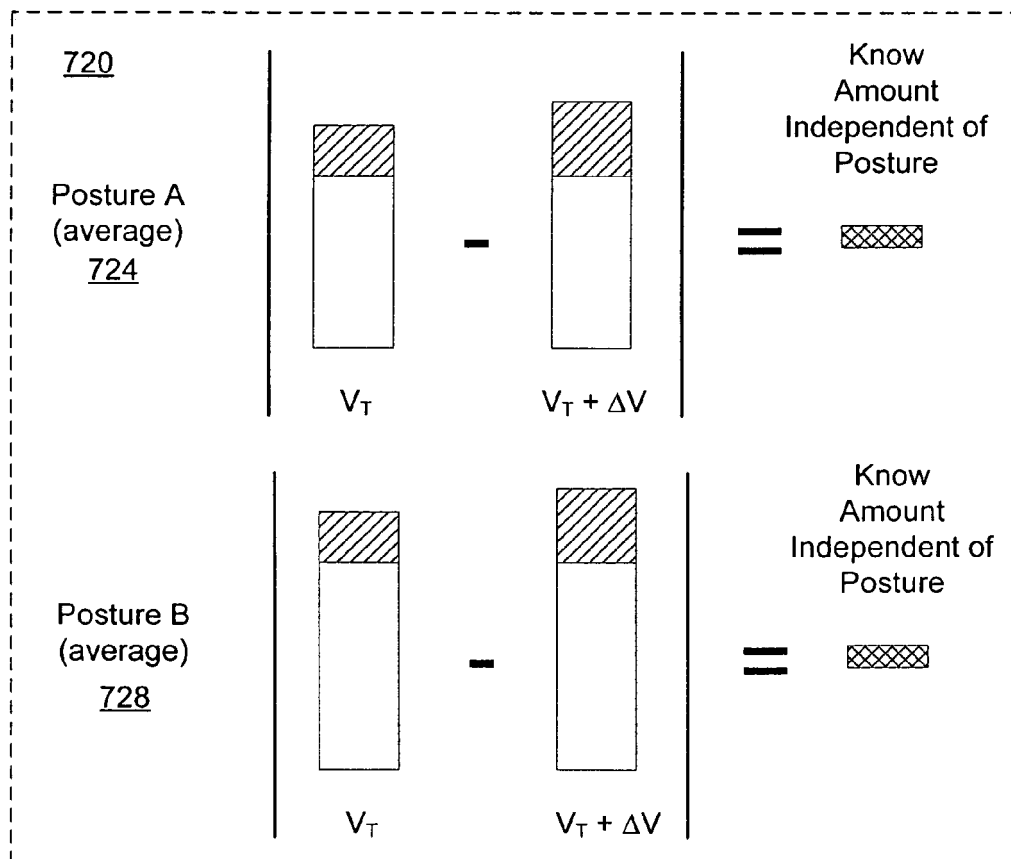 720
Posture A
(average)
724
V_T
-
V_T + ΔV
=
Know
Amount
Independent of
Posture
Posture B
(average)
728
V_T
-
V_T + ΔV
=
Know
Amount
Independent of
Posture